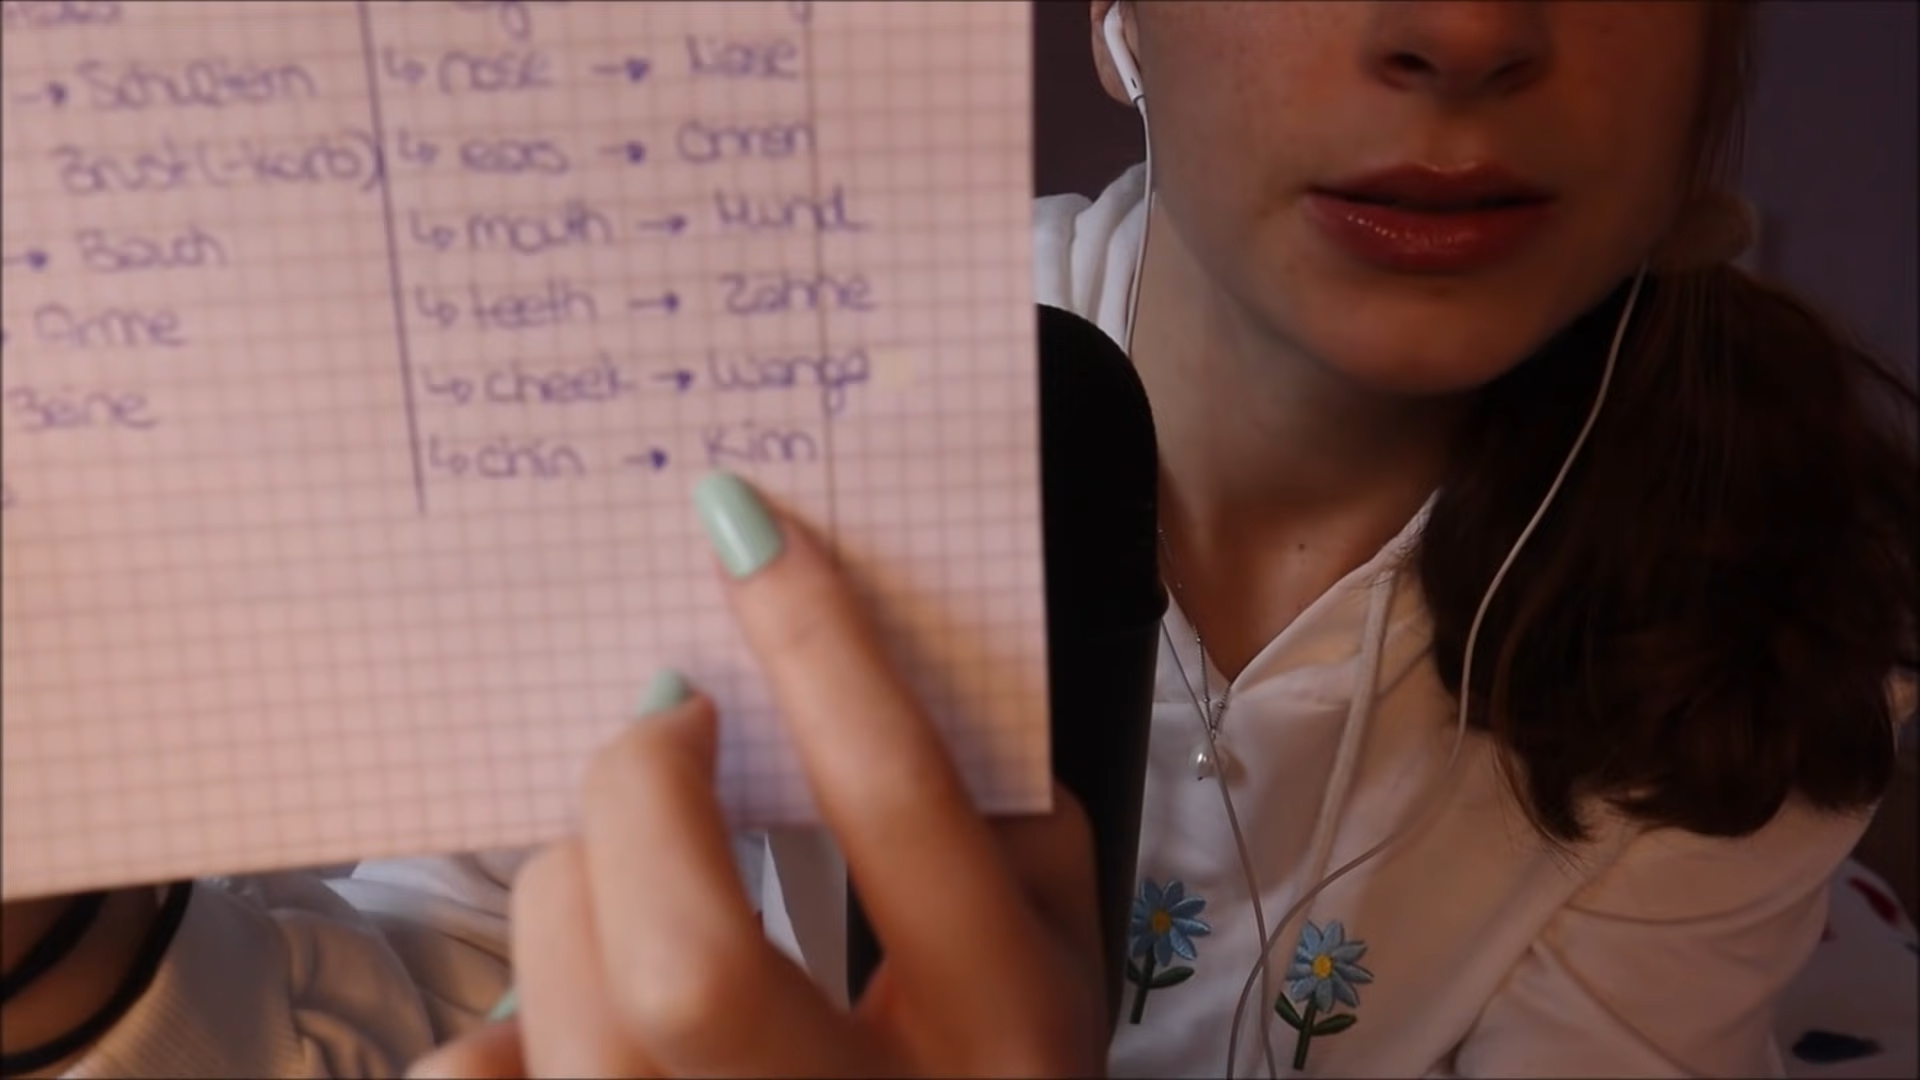 → Schultern
Brust(-korb)
→ Bauch
Arme
Beine
↳ nose → Nase
↳ ears → Ohren
↳ mouth → Mund
↳ teeth → Zähne
↳ cheek → Wange
↳ chin → Kinn